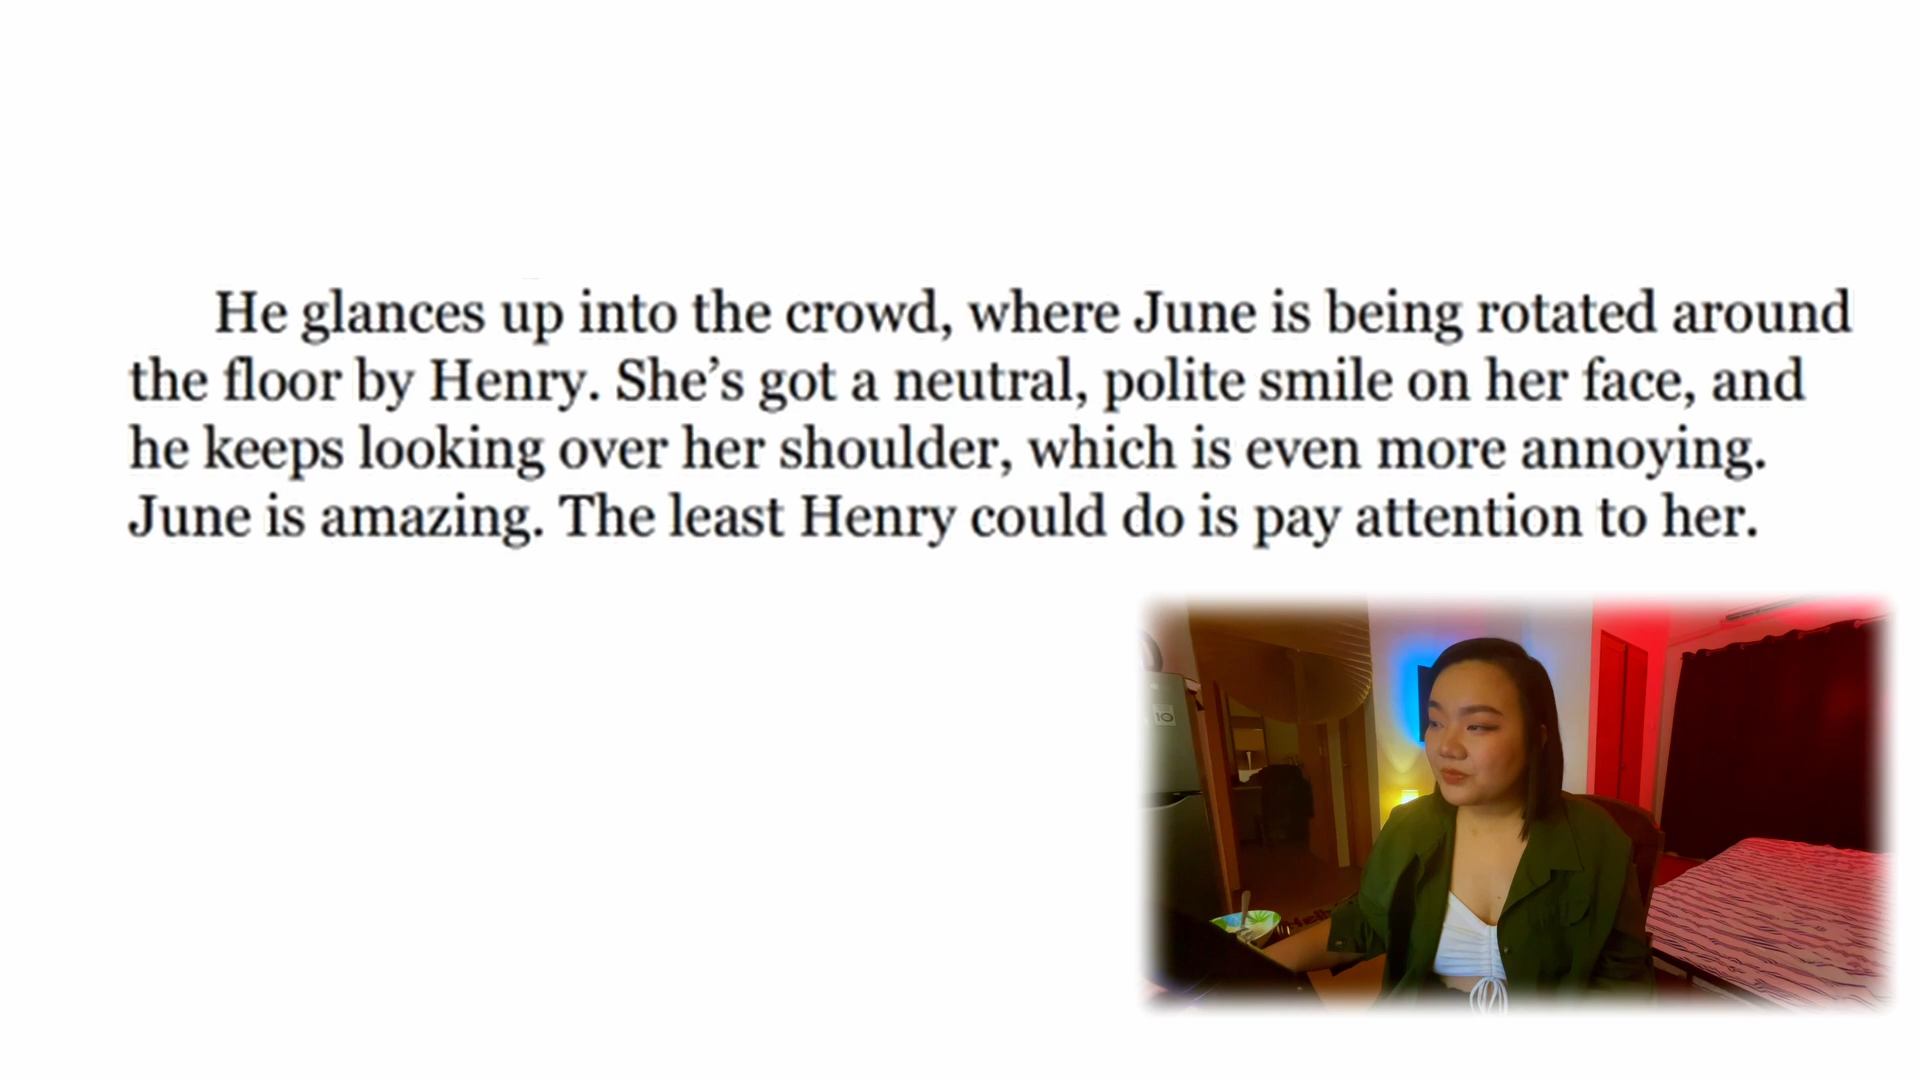 He glances up into the crowd, where June is being rotated around
the floor by Henry. She’s got a neutral, polite smile on her face, and
he keeps looking over her shoulder, which is even more annoying.
June is amazing. The least Henry could do is pay attention to her.